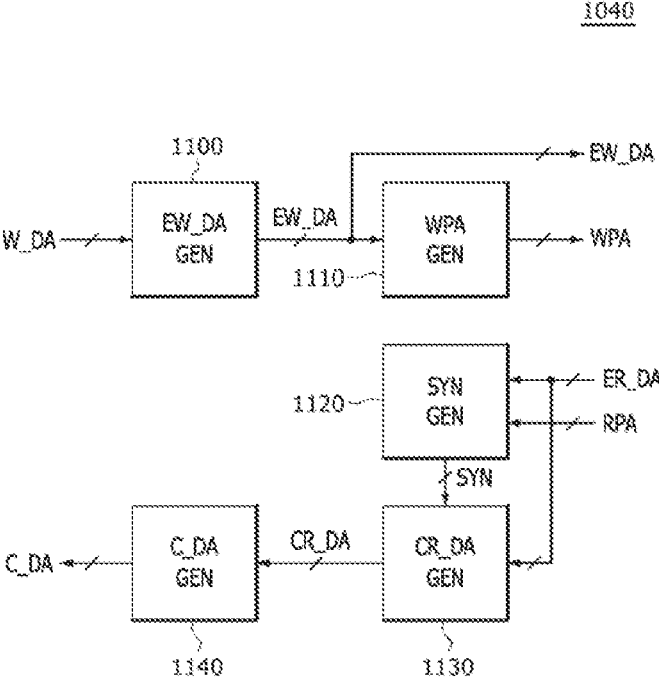 1040
1100
EW_DA
W_DA
EW_DA
GEN
EW_DA
WPA
GEN
WPA
1110
SYN
GEN
ER_DA
1120
RPA
SYN
C_DA
C_DA
GEN
CR_DA
CR_DA
GEN
1140
1130